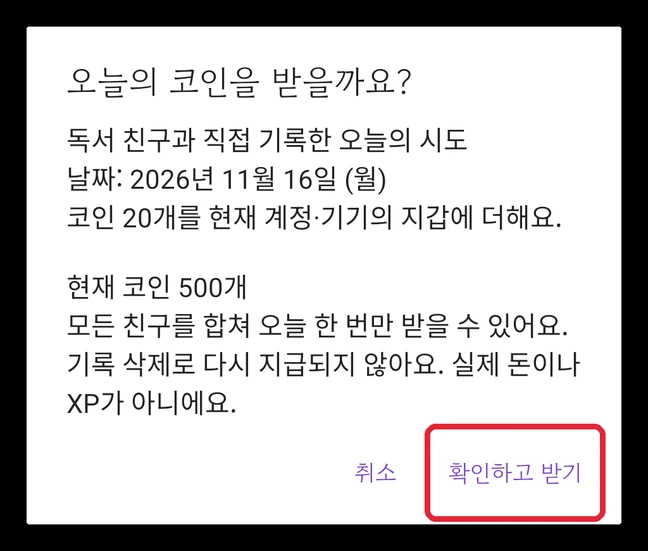 오늘의 코인을 받을까요?
독서 친구과 직접 기록한 오늘의 시도
날짜: 2026년 11월 16일 (월)
코인 20개를 현재 계정·기기의 지갑에 더해요.
현재 코인 500개
모든 친구를 합쳐 오늘 한 번만 받을 수 있어요.
기록 삭제로 다시 지급되지 않아요. 실제 돈이나
XP가 아니에요.
취소 확인하고 받기